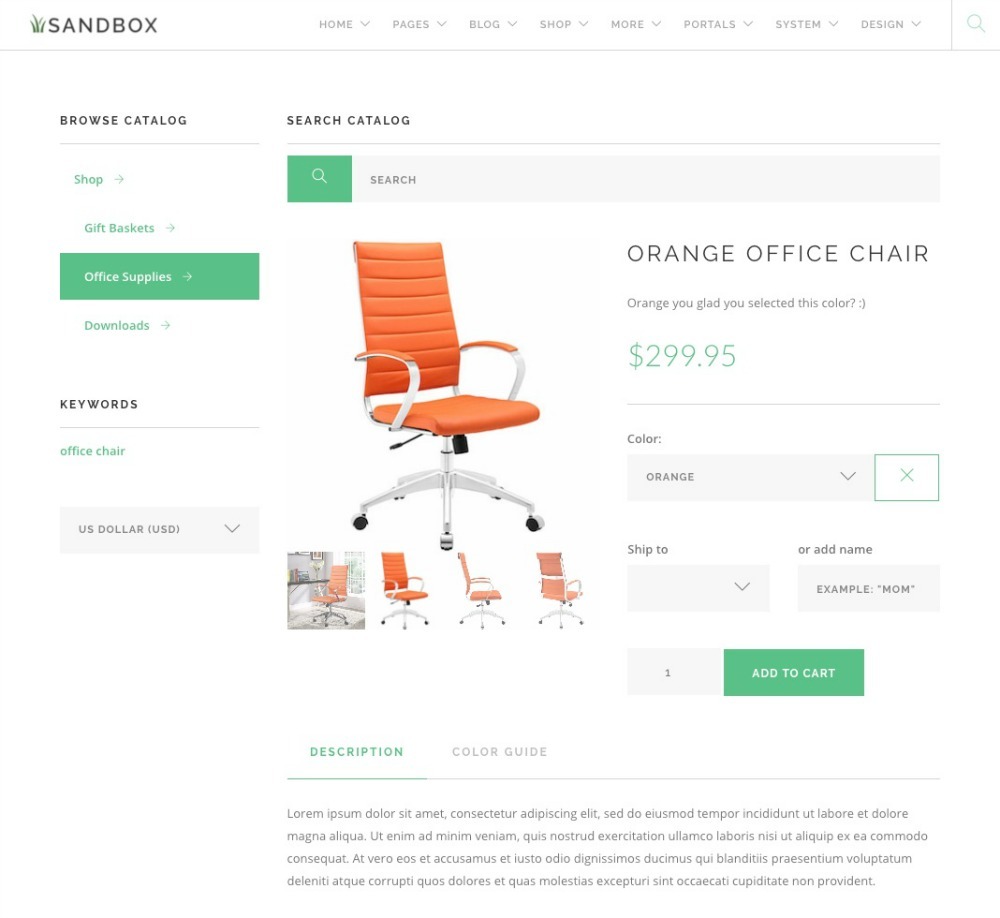 SANDBOX
HOME PAGES BLOG SHOP MORE PORTALS SYSTEM DESIGN
BROWSE CATALOG
Shop
Gift Baskets
Office Supplies
Downloads
KEYWORDS
office chair
US DOLLAR (USD)
SEARCH CATALOG
SEARCH
ORANGE OFFICE CHAIR
Orange you glad you selected this color? :)
$299.95
Color:
ORANGE
Ship to
or add name
EXAMPLE: "MOM"
1
ADD TO CART
DESCRIPTION COLOR GUIDE
Lorem ipsum dolor sit amet, consectetur adipiscing elit, sed do eiusmod tempor incididunt ut labore et dolore
magna aliqua. Ut enim ad minim veniam, quis nostrud exercitation ullamco laboris nisi ut aliquip ex ea commodo
consequat. At vero eos et accusamus et iusto odio dignissimos ducimus qui blanditiis praesentium voluptatum
deleniti atque corrupti quos dolores et quas molestias excepturi sint occaecati cupiditate non provident.